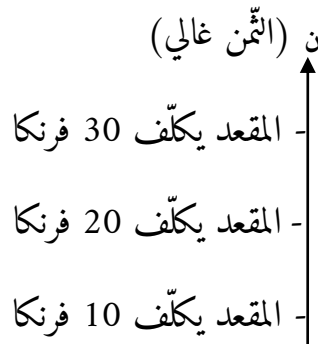 (الثّمن غالي)
- المقعد يكلّف 30 فرنكا
- المقعد يكلّف 20 فرنكا
- المقعد يكلّف 10 فرنكا